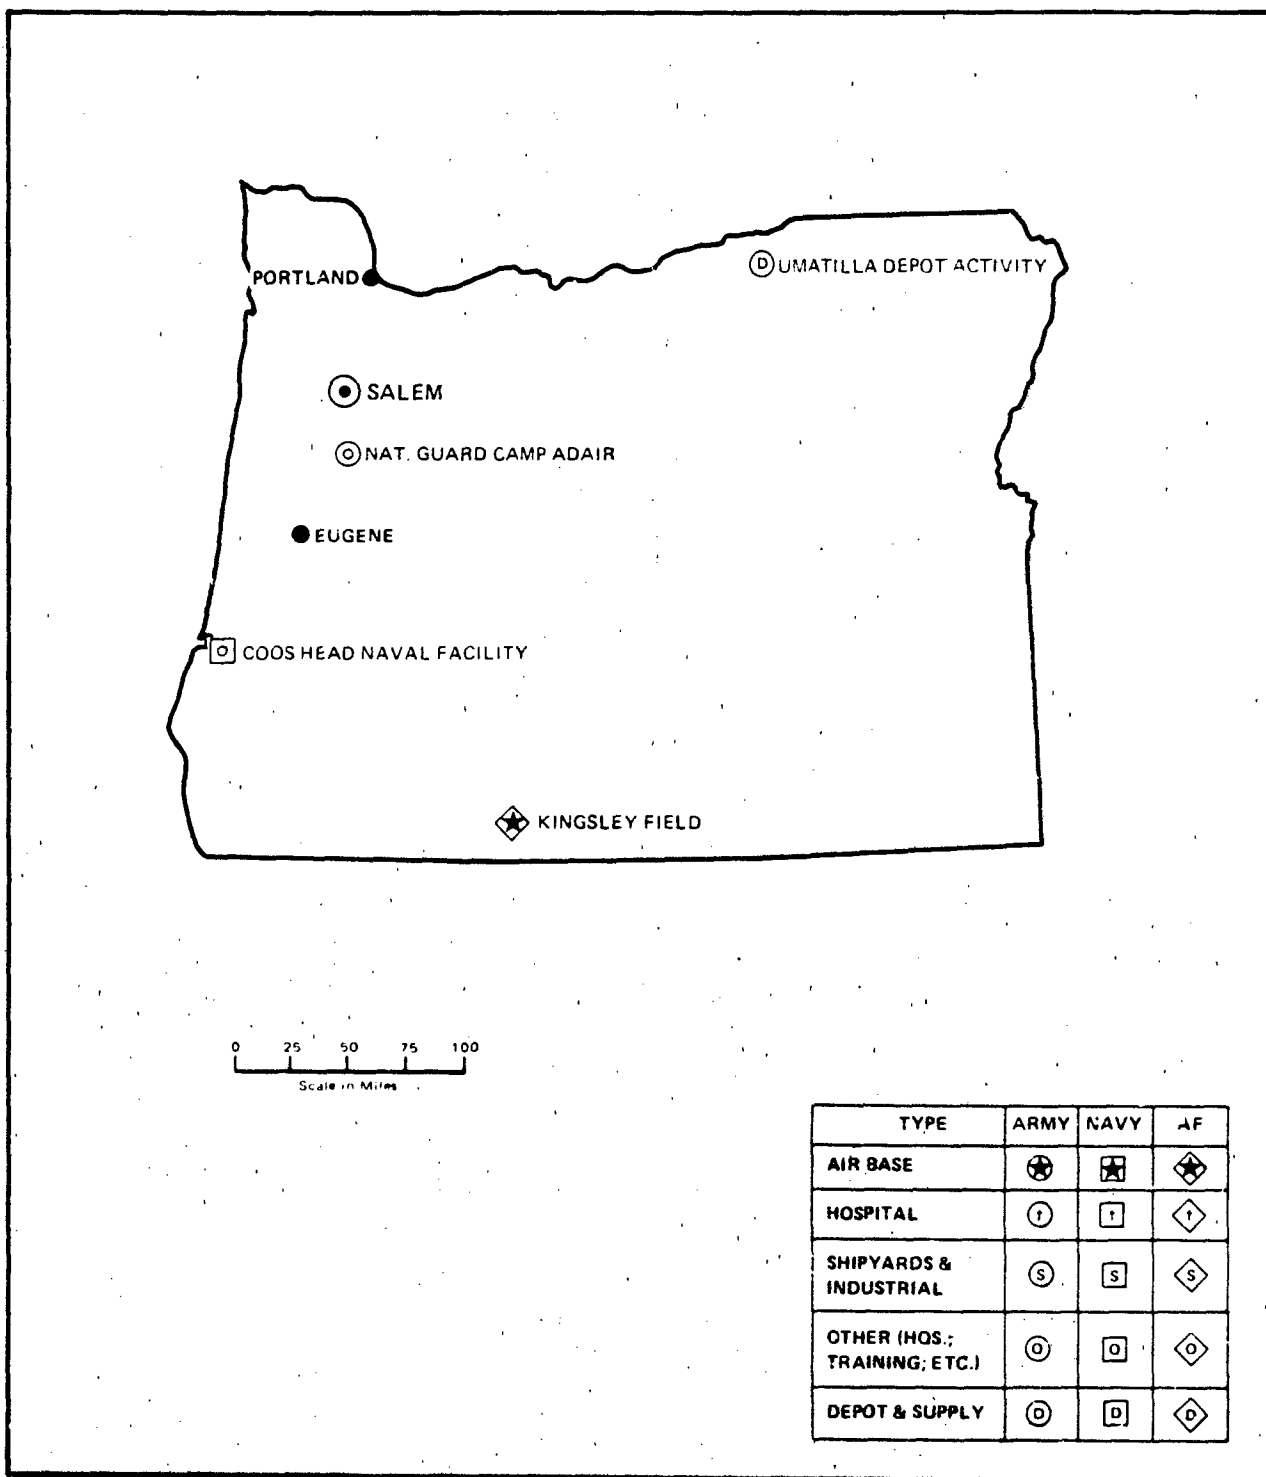 PORTLAND
D UMATILLA DEPOT ACTIVITY
SALEM
O NAT. GUARD CAMP ADAIR
EUGENE
O COOS HEAD NAVAL FACILITY
KINGSLEY FIELD
0 25 50 75 100
Scale in Miles
TYPE ARMY NAVY AF
AIR BASE
HOSPITAL
SHIPYARDS &
INDUSTRIAL S S S
OTHER (HQS.;
TRAINING; ETC.) O O O
DEPOT & SUPPLY D D D